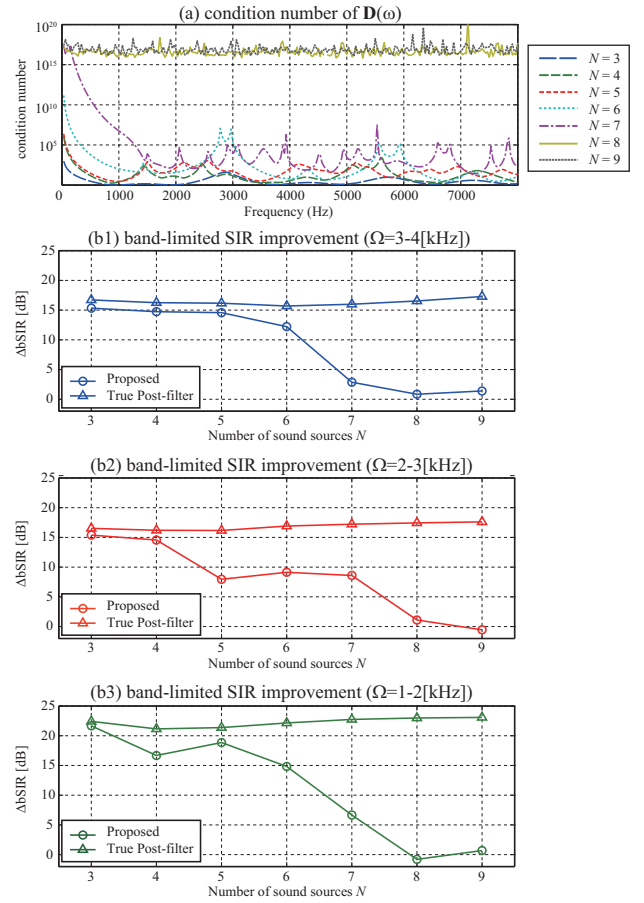 (a) condition number of D(ω)
10^20
10^15
10^10
10^5
condition number
0 1000 2000 3000 4000 5000 6000 7000
Frequency (Hz)
N = 3
N = 4
N = 5
N = 6
N = 7
N = 8
N = 9
(b1) band-limited SIR improvement (Ω=3-4[kHz])
25
20
15
10
5
0
ΔbSIR [dB]
Proposed
True Post-filter
3 4 5 6 7 8 9
Number of sound sources N
(b2) band-limited SIR improvement (Ω=2-3[kHz])
25
20
15
10
5
0
ΔbSIR [dB]
Proposed
True Post-filter
3 4 5 6 7 8 9
Number of sound sources N
(b3) band-limited SIR improvement (Ω=1-2[kHz])
25
20
15
10
5
0
ΔbSIR [dB]
Proposed
True Post-filter
3 4 5 6 7 8 9
Number of sound sources N